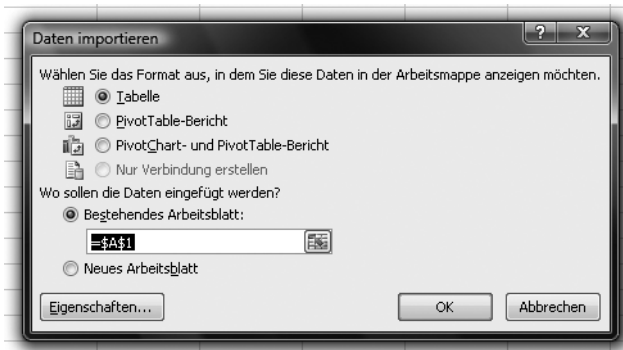 Daten importieren
Wählen Sie das Format aus, in dem Sie diese Daten in der Arbeitsmappe anzeigen möchten.
Tabelle
PivotTable-Bericht
PivotChart- und PivotTable-Bericht
Nur Verbindung erstellen
Wo sollen die Daten eingefügt werden?
Bestehendes Arbeitsblatt:
=$A$1
Neues Arbeitsblatt
Eigenschaften... OK Abbrechen